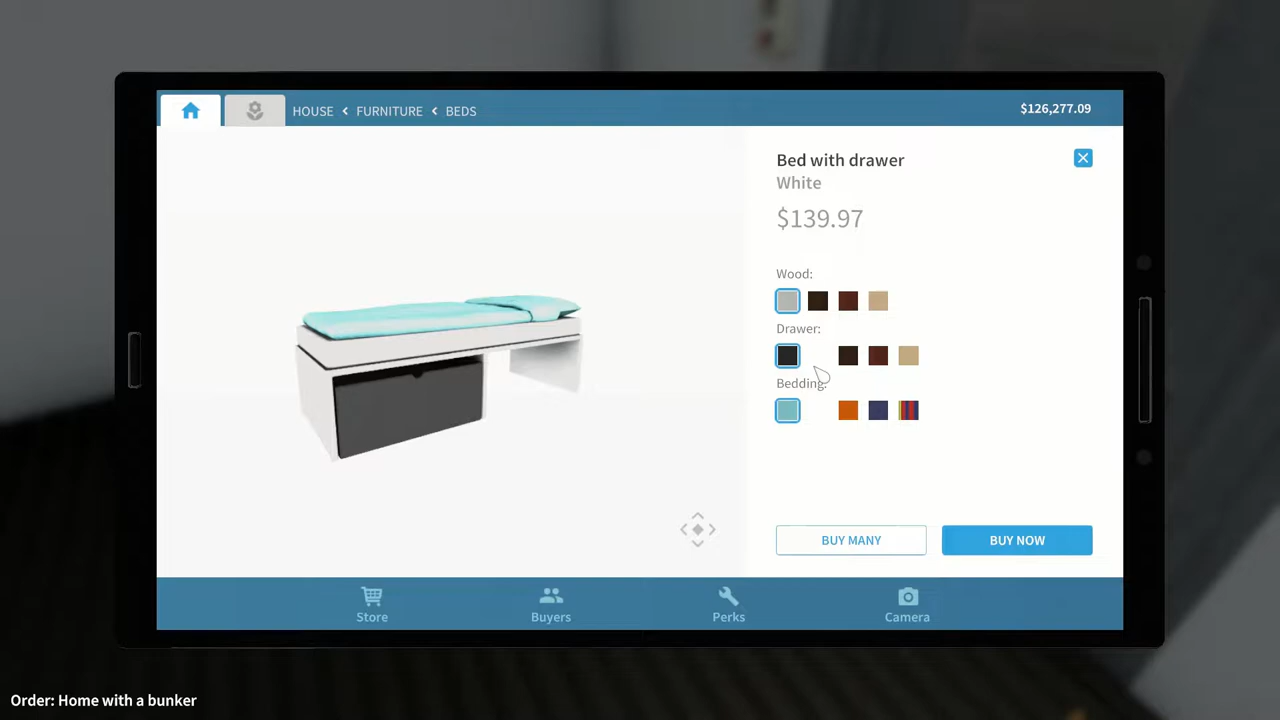 HOUSE < FURNITURE < BEDS
$126,277.09
Bed with drawer
White
$139.97
Wood:
Drawer:
Bedding:
BUY MANY
BUY NOW
Store
Buyers
Perks
Camera
Order: Home with a bunker